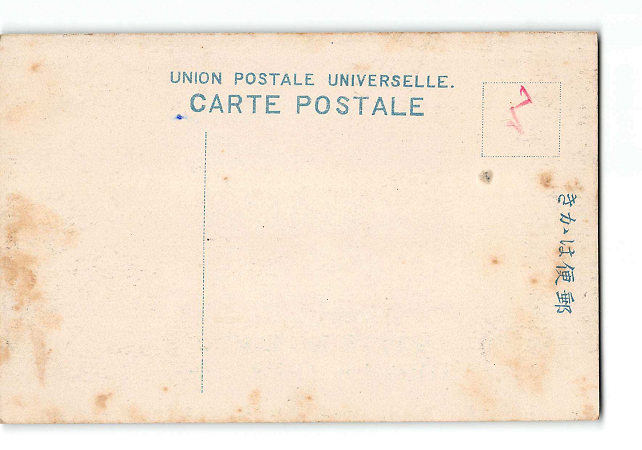 UNION POSTALE UNIVERSELLE.
CARTE POSTALE
きかは便郵